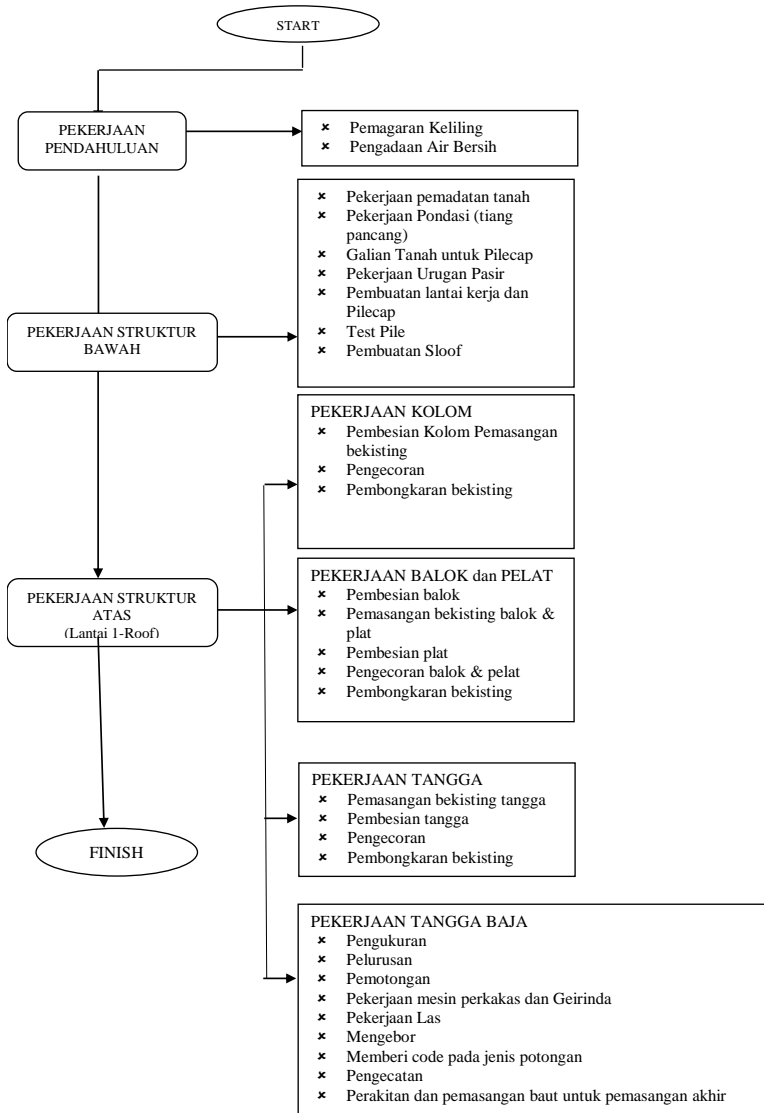 START
PEKERJAAN
PENDAHULUAN
Pemagaran Keliling
Pengadaan Air Bersih
Pekerjaan pemadatan tanah
Pekerjaan Pondasi (tiang
pancang)
Galian Tanah untuk Pilecap
Pekerjaan Urugan Pasir
Pembuatan lantai kerja dan
Pilecap
Test Pile
Pembuatan Sloof
PEKERJAAN STRUKTUR
BAWAH
PEKERJAAN KOLOM
Pembesian Kolom Pemasangan
bekisting
Pengecoran
Pembongkaran bekisting
PEKERJAAN STRUKTUR
ATAS
(Lantai 1-Roof)
PEKERJAAN BALOK dan PELAT
Pembesian balok
Pemasangan bekisting balok &
plat
Pembesian plat
Pengecoran balok & pelat
Pembongkaran bekisting
PEKERJAAN TANGGA
Pemasangan bekisting tangga
Pembesian tangga
Pengecoran
Pembongkaran bekisting
FINISH
PEKERJAAN TANGGA BAJA
Pengukuran
Pelurusan
Pemotongan
Pekerjaan mesin perkakas dan Geirinda
Pekerjaan Las
Mengebor
Memberi code pada jenis potongan
Pengecatan
Perakitan dan pemasangan baut untuk pemasangan akhir